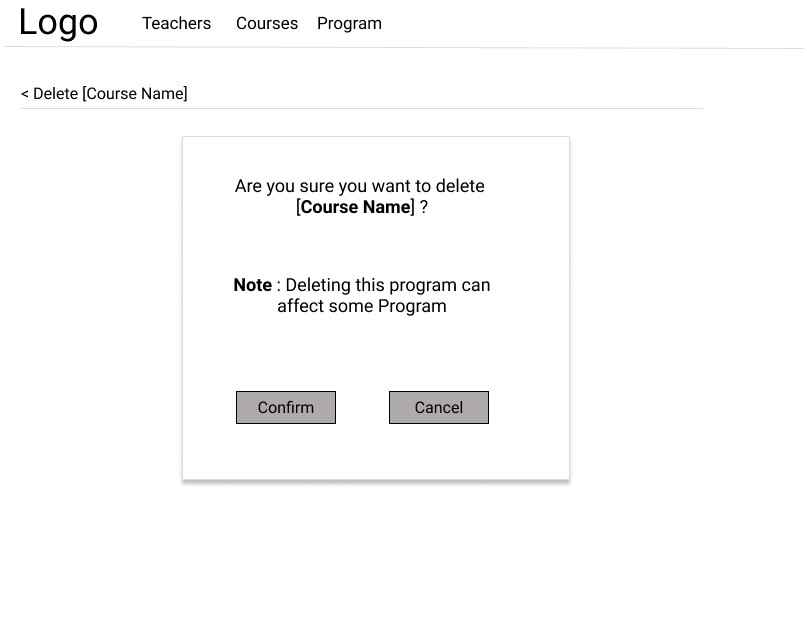 Logo Teachers Courses Program
< Delete [Course Name]
Are you sure you want to delete
[Course Name] ?
Note : Deleting this program can
affect some Program
Confirm Cancel